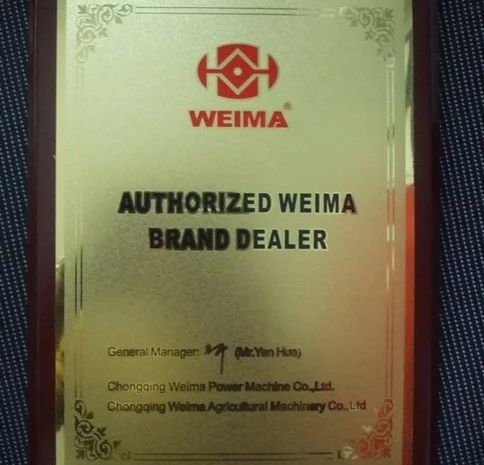 WEIMA®
AUTHORIZED WEIMA
BRAND DEALER
General Manager: (Mr.Yan Hua)
Chongqing Weima Power Machine Co.,Ltd.
Chongqing Weima Agricultural Machinery Co.,Ltd